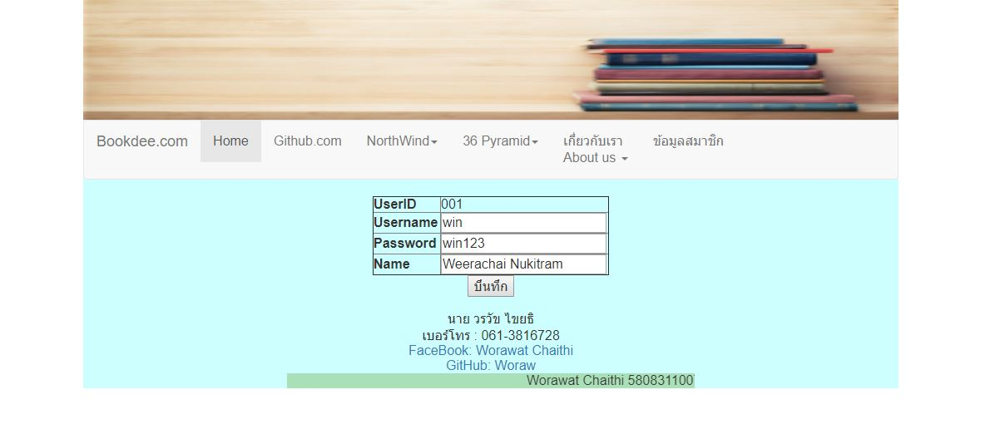 Bookdee.com Home Github.com NorthWind 36 Pyramid เกี่ยวกับเรา ข้อมูลสมาชิก
About us
UserID 001
Username win
Password win123
Name Weerachai Nukitram
บึนทึก
นาย วรวัฃ ไขยธิ
เบอร์โทร : 061-3816728
FaceBook: Worawat Chaithi
GitHub: Woraw
Worawat Chaithi 580831100